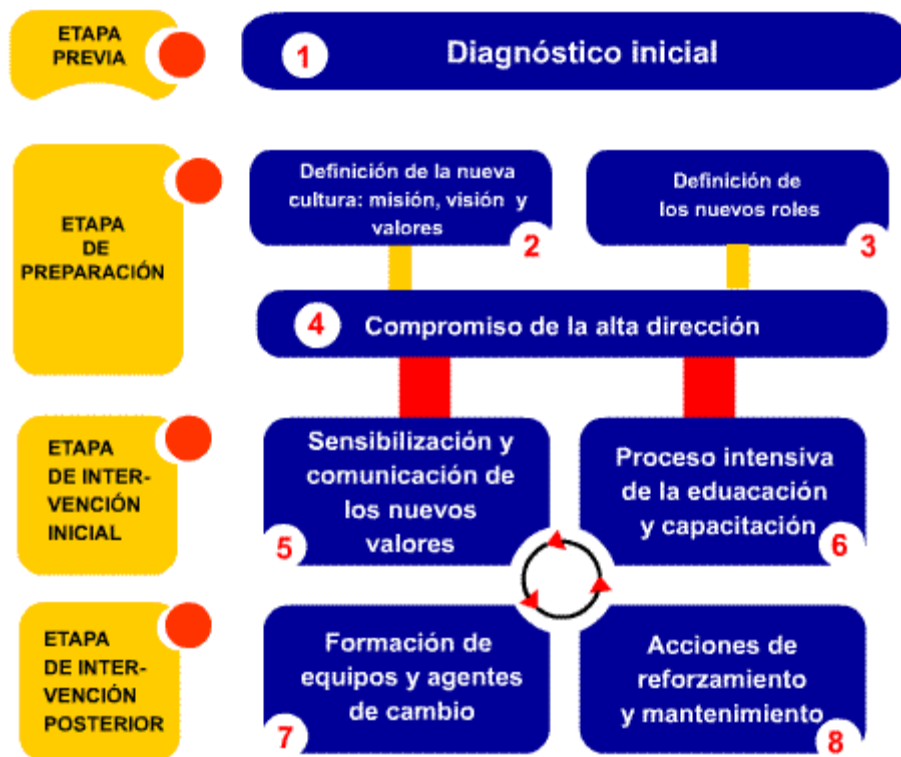 ETAPA
PREVIA
1
Diagnóstico inicial
ETAPA
DE
PREPARACIÓN
Definición de la nueva
cultura: misión, visión y
valores
2
Definición de
los nuevos roles
3
4
Compromiso de la alta dirección
ETAPA
DE INTER-
VENCIÓN
INICIAL
Sensibilización y
comunicación de
los nuevos
valores
5
Proceso intensiva
de la eduacación
y capacitación
6
ETAPA
DE INTER-
VENCIÓN
POSTERIOR
Formación de
equipos y agentes
de cambio
7
Acciones de
reforzamiento
y mantenimiento
8